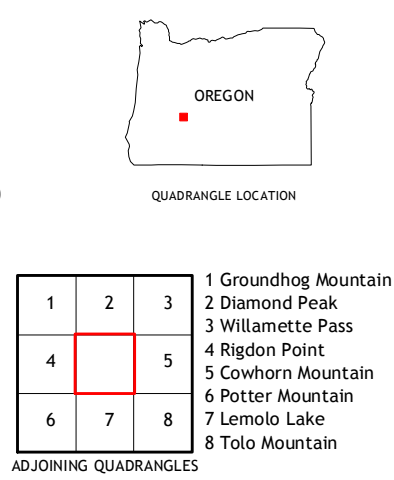 OREGON
QUADRANGLE LOCATION
1 2 3
4 5
6 7 8
ADJOINING QUADRANGLES
1 Groundhog Mountain
2 Diamond Peak
3 Willamette Pass
4 Rigdon Point
5 Cowhorn Mountain
6 Potter Mountain
7 Lemolo Lake
8 Tolo Mountain